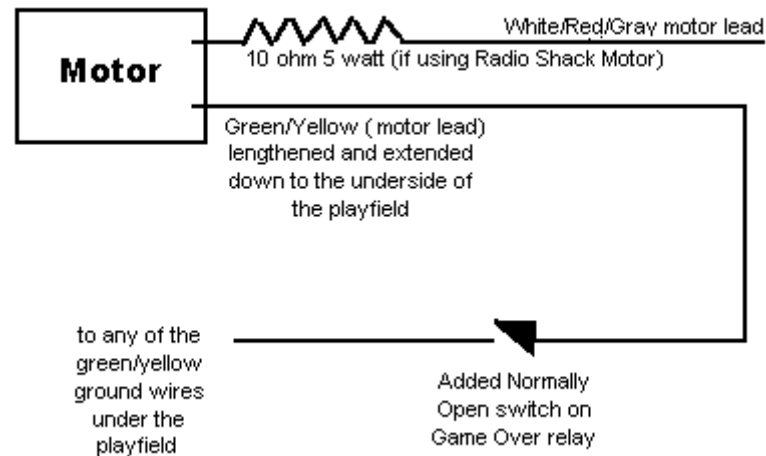 White/Red/Gray motor lead
Motor
10 ohm 5 watt (if using Radio Shack Motor)
Green/Yellow ( motor lead)
lengthened and extended
down to the underside of
the playfield
to any of the
green/yellow
ground wires
under the
playfield
Added Normally
Open switch on
Game Over relay